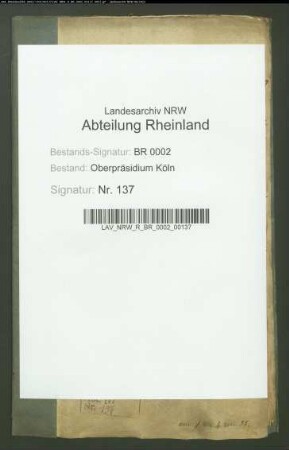 Landesarchiv NRW
Abteilung Rheinland
Bestands-Signatur: BR 0002
Bestand: Oberpräsidium Köln
Signatur: Nr. 137
LAV_NRW_R_BR_0002_00137